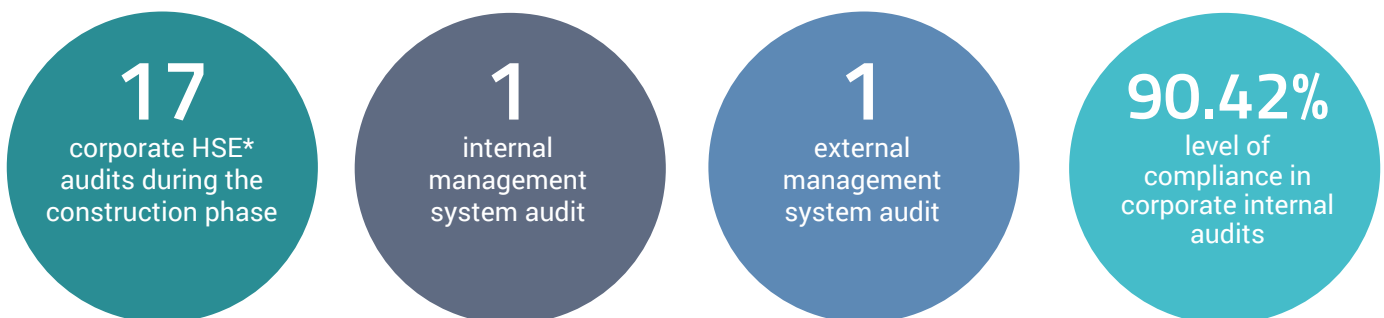 17
corporate HSE*
audits during the
construction phase
1
internal
management
system audit
1
external
management
system audit
90.42%
level of
compliance in
corporate internal
audits